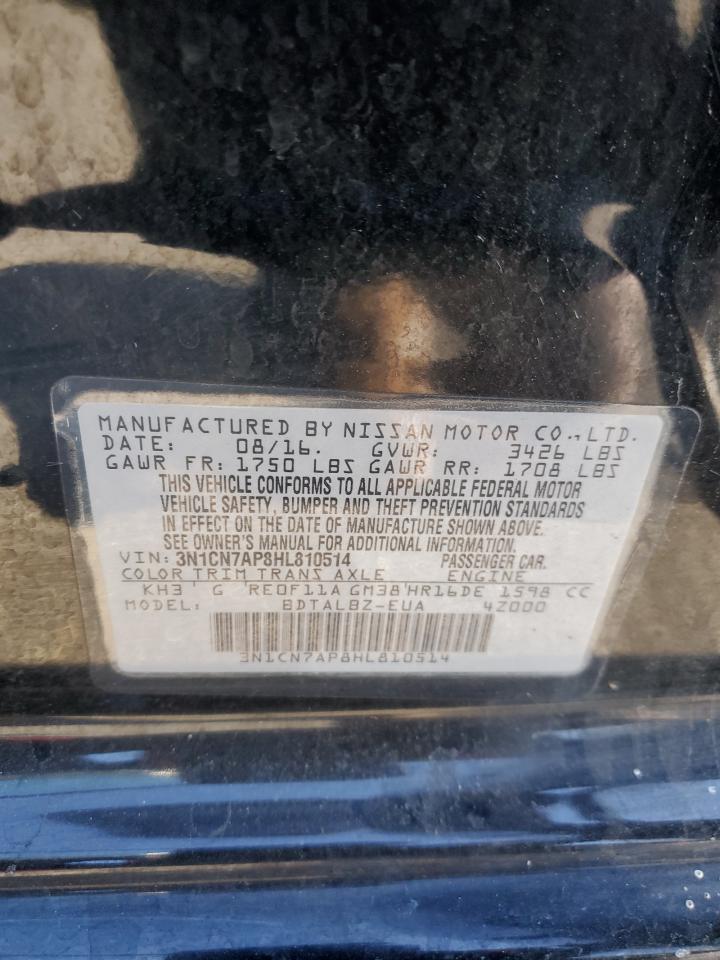 MANUFACTURED BY NISSAN MOTOR CO., LTD.
DATE: 08/16. GVWR: 3426 LBS
GAWR FR: 1750 LBS GAWR RR: 1708 LBS
THIS VEHICLE CONFORMS TO ALL APPLICABLE FEDERAL MOTOR
VEHICLE SAFETY, BUMPER AND THEFT PREVENTION STANDARDS
IN EFFECT ON THE DATE OF MANUFACTURE SHOWN ABOVE.
SEE OWNER'S MANUAL FOR ADDITIONAL INFORMATION.
VIN: 3N1CN7AP8HL810514 PASSENGER CAR.
COLOR TRIM TRANS AXLE ENGINE
KH3 G RE0F11A GM38 HR16DE 1598 CC
MODEL: BDTALBZ-EUA 4Z000
3N1CN7AP8HL810514